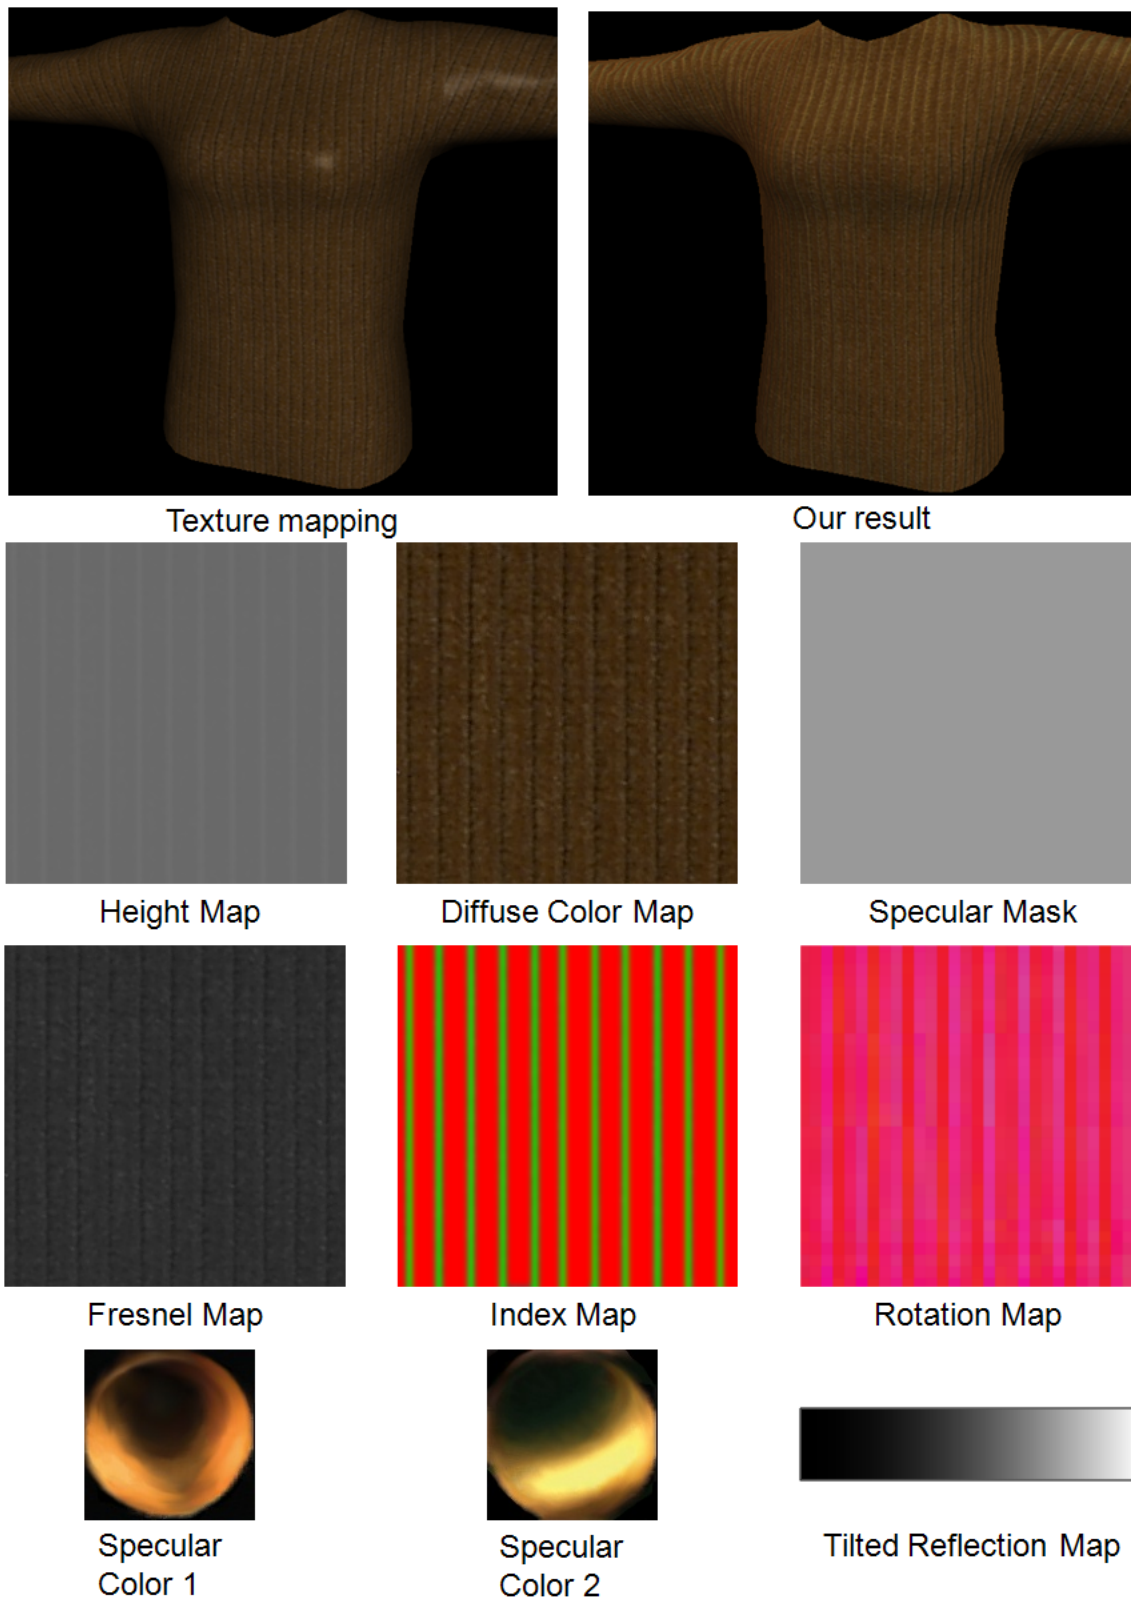 Texture mapping
Our result
Height Map
Diffuse Color Map
Specular Mask
Fresnel Map
Index Map
Rotation Map
Specular
Color 1
Specular
Color 2
Tilted Reflection Map